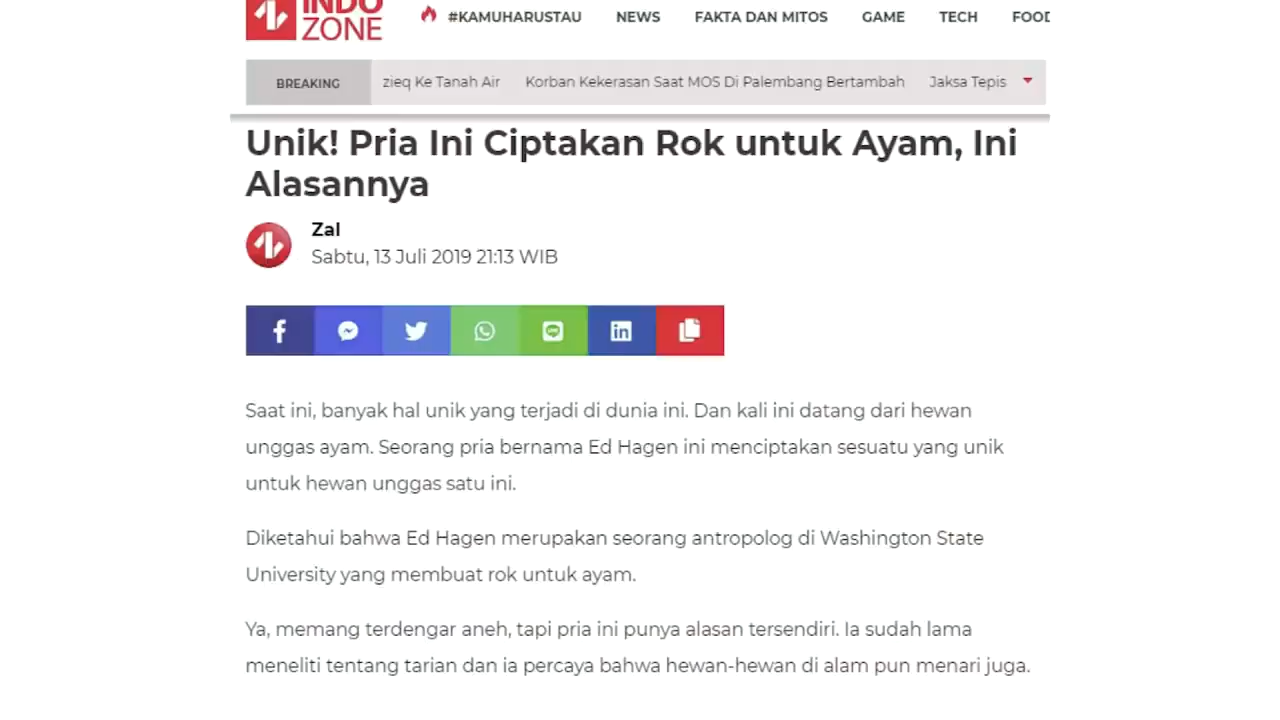 INDO
ZONE
#KAMUHARUSTAU NEWS FAKTA DAN MITOS GAME TECH FOOD
BREAKING zieq Ke Tanah Air Korban Kekerasan Saat MOS Di Palembang Bertambah Jaksa Tepis
Unik! Pria Ini Ciptakan Rok untuk Ayam, Ini
Alasannya
Zal
Sabtu, 13 Juli 2019 21:13 WIB
LINE
in
Saat ini, banyak hal unik yang terjadi di dunia ini. Dan kali ini datang dari hewan
unggas ayam. Seorang pria bernama Ed Hagen ini menciptakan sesuatu yang unik
untuk hewan unggas satu ini.
Diketahui bahwa Ed Hagen merupakan seorang antropolog di Washington State
University yang membuat rok untuk ayam.
Ya, memang terdengar aneh, tapi pria ini punya alasan tersendiri. Ia sudah lama
meneliti tentang tarian dan ia percaya bahwa hewan-hewan di alam pun menari juga.